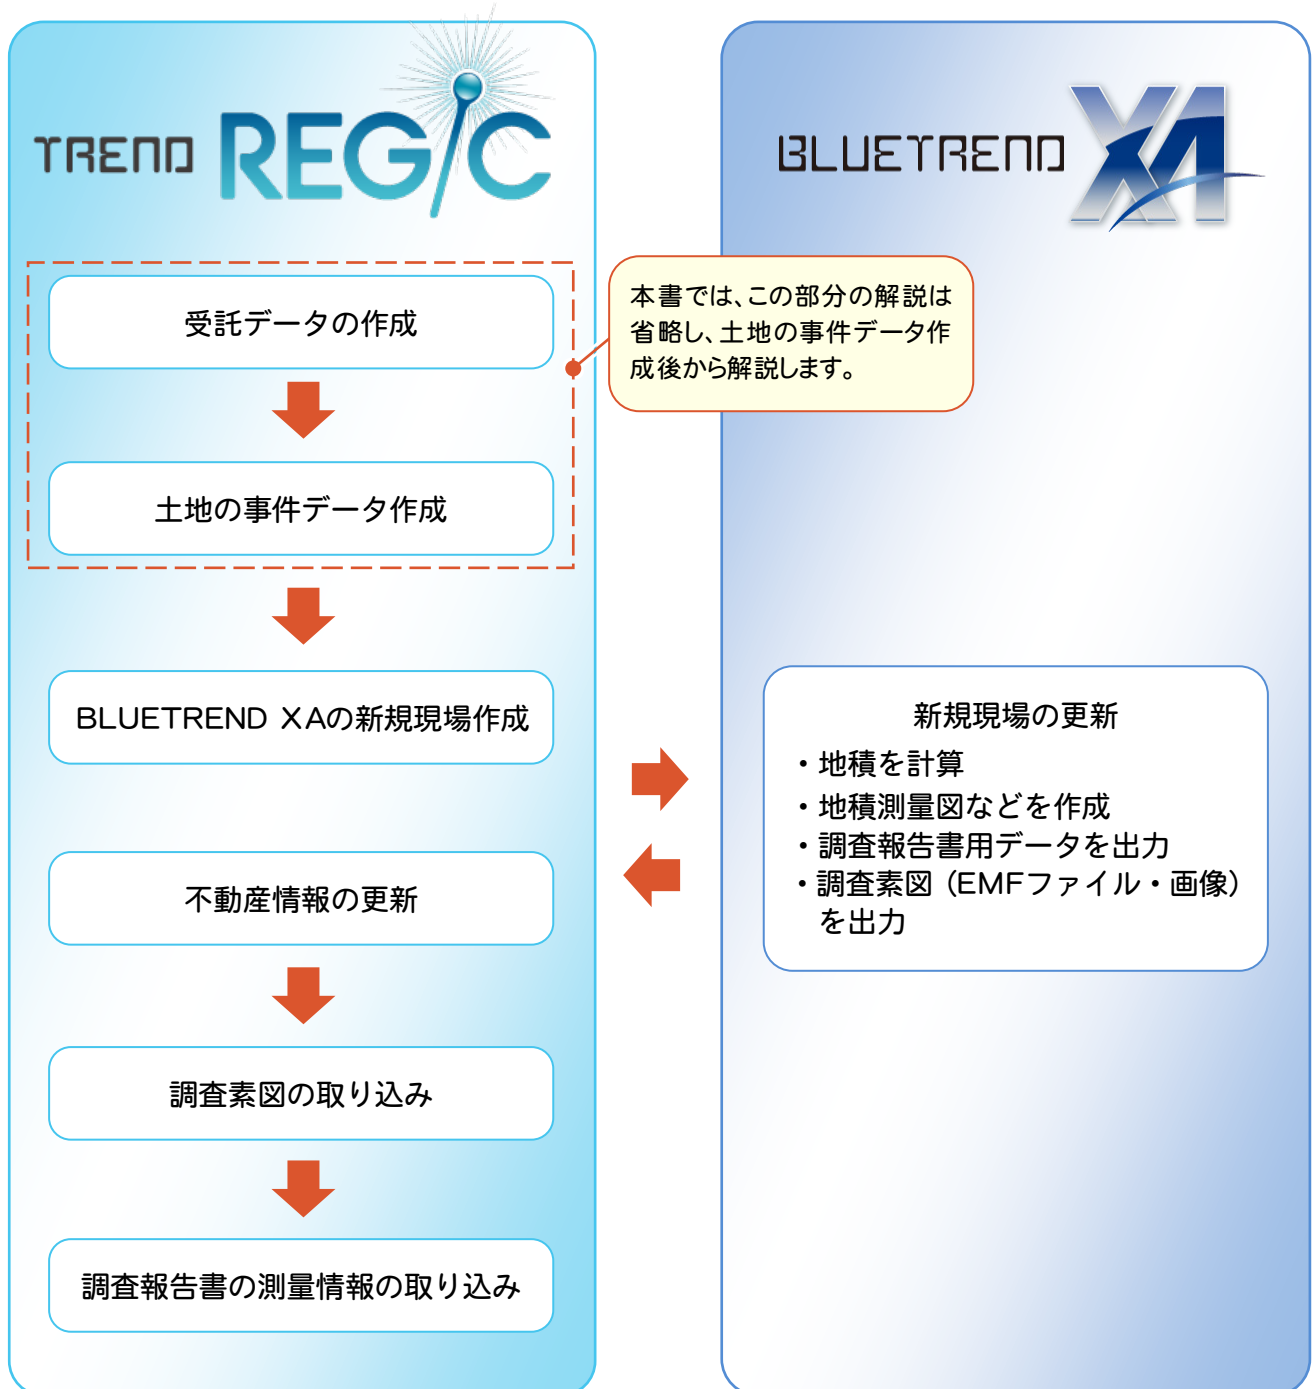 TREND REGIC
BLUETREND XA
受託データの作成
本書では、この部分の解説は
省略し、土地の事件データ作
成後から解説します。
土地の事件データ作成
BLUETREND XAの新規現場作成
新規現場の更新
・地積を計算
・地積測量図などを作成
・調査報告書用データを出力
・調査素図（EMFファイル・画像）
を出力
不動産情報の更新
調査素図の取り込み
調査報告書の測量情報の取り込み